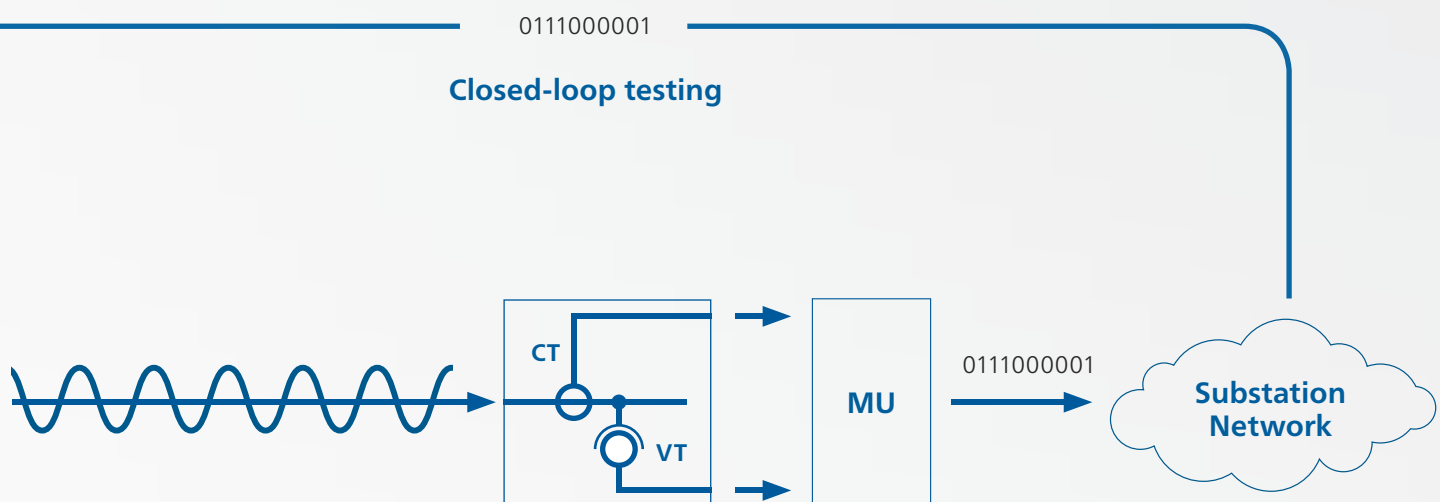 0111000001
Closed-loop testing
CT
VT
MU
0111000001
Substation
Network